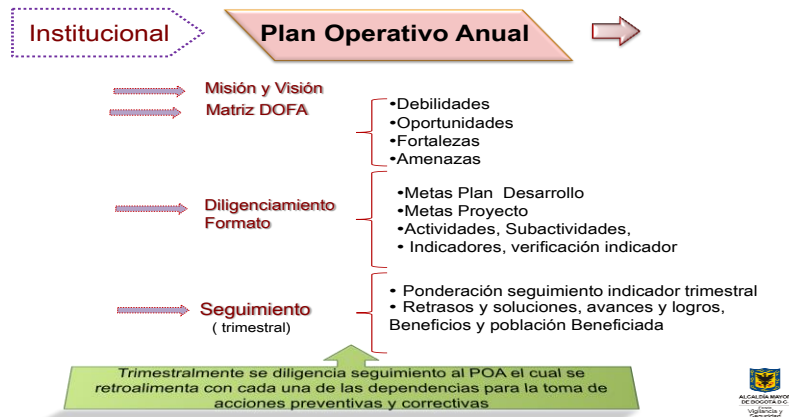 Institucional
Plan Operativo Anual
Misión y Visión
Matriz DOFA
•Debilidades
•Oportunidades
•Fortalezas
•Amenazas
Diligenciamiento
Formato
•Metas Plan Desarrollo
•Metas Proyecto
•Actividades, Subactividades,
• Indicadores, verificación indicador
Seguimiento
( trimestral)
• Ponderación seguimiento indicador trimestral
• Retrasos y soluciones, avances y logros,
Beneficios y población Beneficiada
Trimestralmente se diligencia seguimiento al POA el cual se
retroalimenta con cada una de las dependencias para la toma de
acciones preventivas y correctivas
ALCALDÍA MAYOR
DE BOGOTÁ D.C.
Vigilancia y
Seguridad